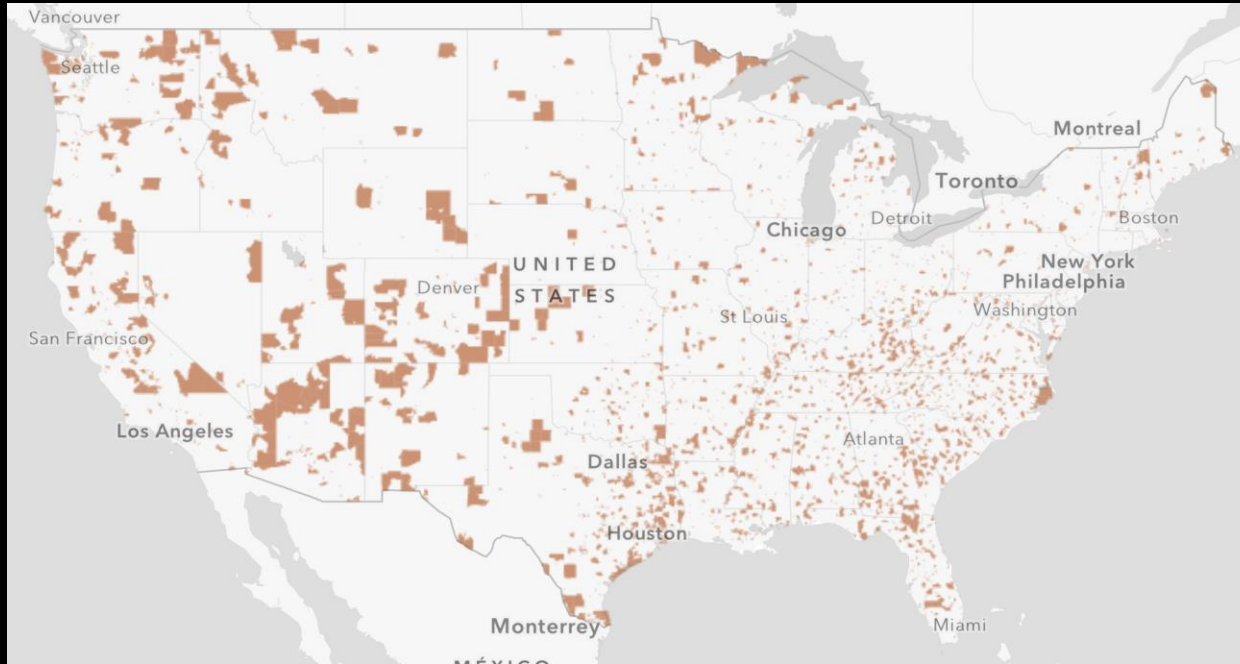 Vancouver
Seattle
Montreal
Toronto
Boston
Detroit
Chicago
New York
Philadelphia
UNITED
STATES
Denver
Washington
St Louis
San Francisco
Los Angeles
Atlanta
Dallas
Houston
Miami
Monterrey
MÉXICO